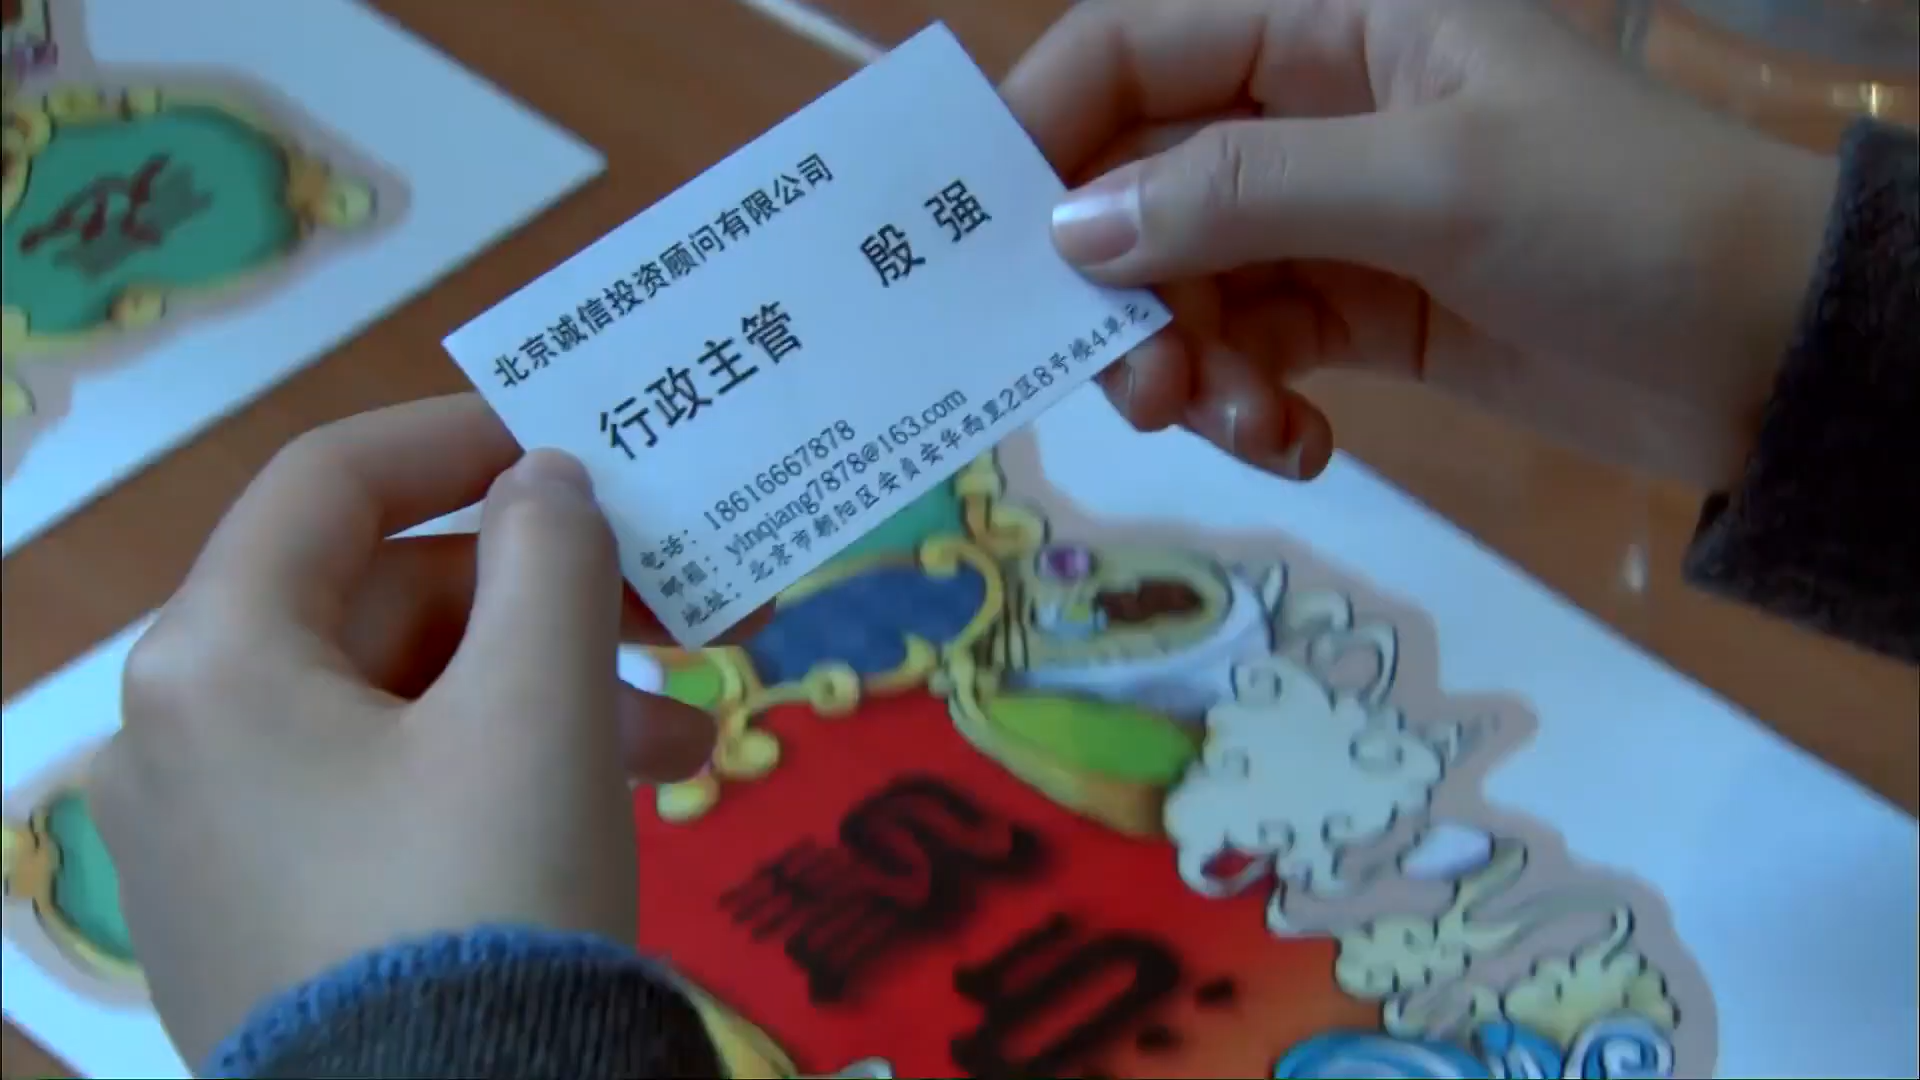 北京诚信投资顾问有限公司
行政主管 殷强
电话：18616667878
邮箱：yinqiang7878@163.com
地址：北京市朝阳区安贞安华西里2区8号楼4单元